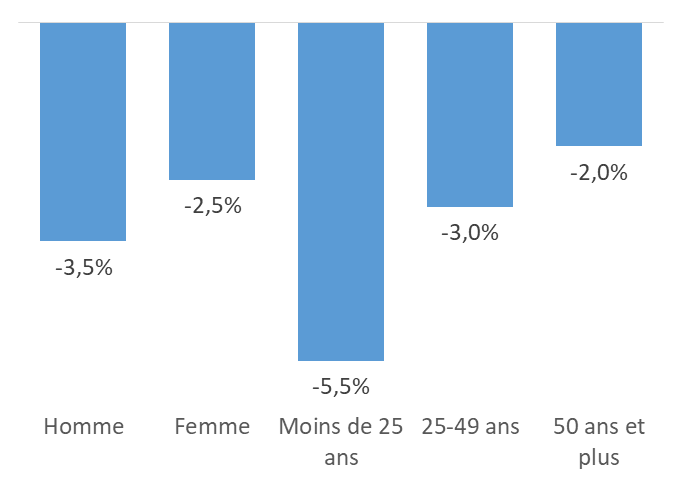 -2,0%
-2,5%
-3,0%
-3,5%
-5,5%
Homme
Femme
Moins de 25
ans
25-49 ans
50 ans et
plus